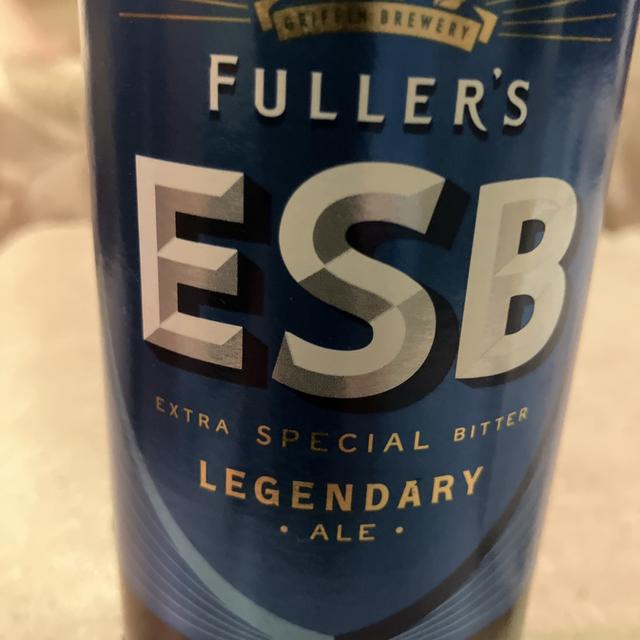 GRIFFIN BREWERY
FULLER'S
ESB
EXTRA SPECIAL BITTER
LEGENDARY
• ALE •